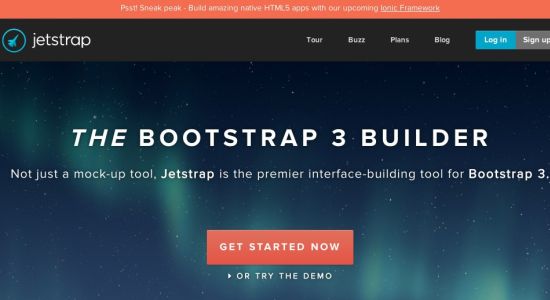 Psst! Sneak peak - Build amazing native HTML5 apps with our upcoming Ionic Framework
jetstrap Tour Buzz Plans Blog Log in Sign up
THE BOOTSTRAP 3 BUILDER
Not just a mock-up tool, Jetstrap is the premier interface-building tool for Bootstrap 3,
GET STARTED NOW
OR TRY THE DEMO